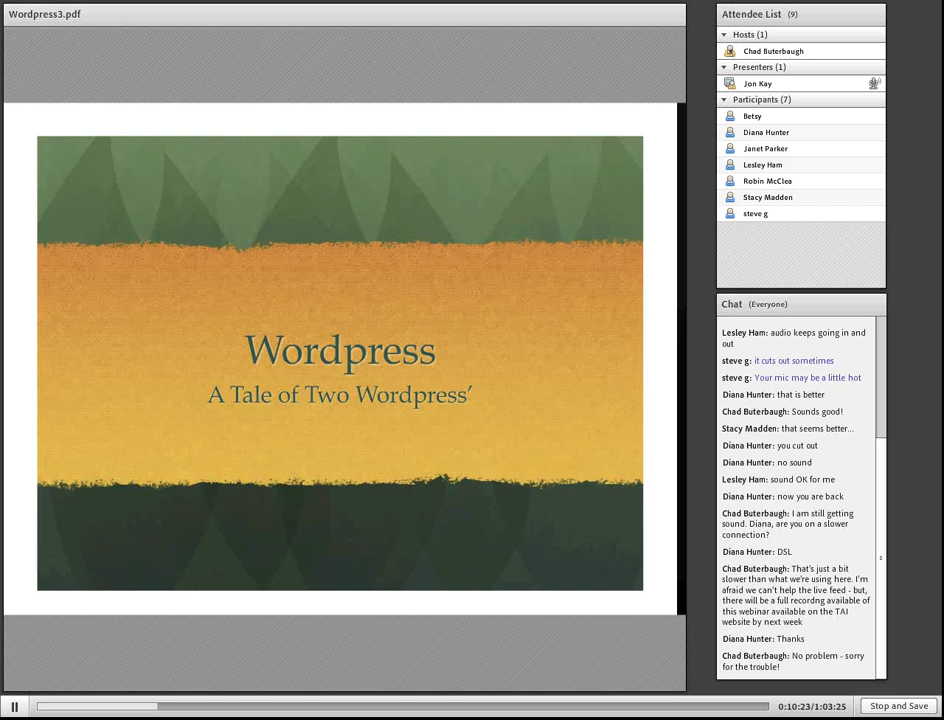 Wordpress3.pdf
Wordpress
A Tale of Two Wordpress’
Attendee List (9)
Hosts (1)
Chad Buterbaugh
Presenters (1)
Jon Kay
Participants (7)
Betsy
Diana Hunter
Janet Parker
Lesley Ham
Robin McClea
Stacy Madden
steve g
Chat (Everyone)
Lesley Ham: audio keeps going in and
out
steve g: it cuts out sometimes
steve g: Your mic may be a little hot
Diana Hunter: that is better
Chad Buterbaugh: Sounds good!
Stacy Madden: that seems better...
Diana Hunter: you cut out
Diana Hunter: no sound
Lesley Ham: sound OK for me
Diana Hunter: now you are back
Chad Buterbaugh: I am still getting
sound. Diana, are you on a slower
connection?
Diana Hunter: DSL
Chad Buterbaugh: That's just a bit
slower than what we're using here. I'm
afraid we can't help the live feed - but,
there will be a full recordng available of
this webinar available on the TAI
website by next week
Diana Hunter: Thanks
Chad Buterbaugh: No problem - sorry
for the trouble!
0:10:23/1:03:25
Stop and Save